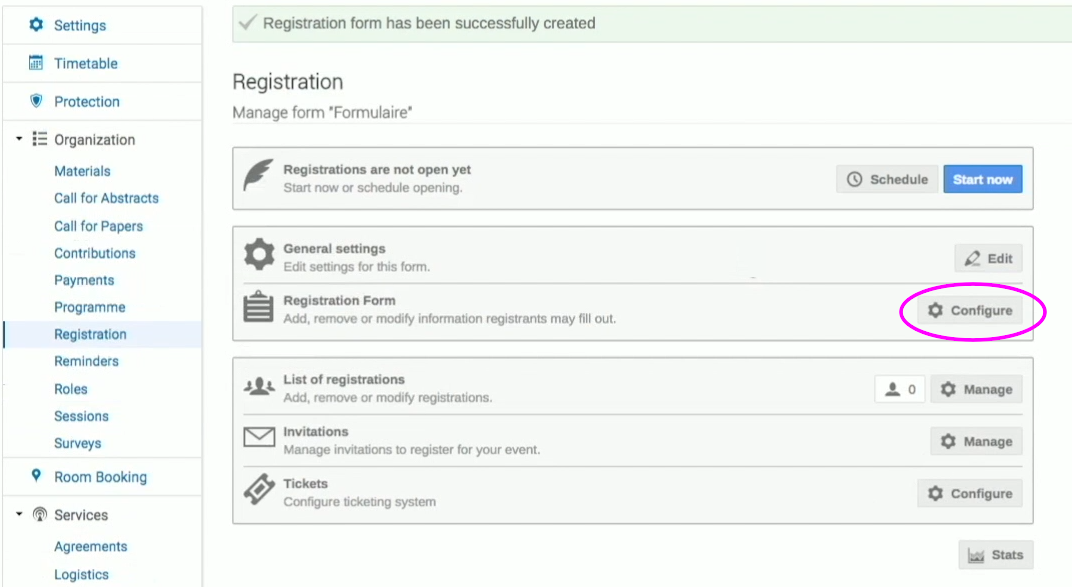 Settings
Timetable
Protection
Organization
Materials
Call for Abstracts
Call for Papers
Contributions
Payments
Programme
Registration
Reminders
Roles
Sessions
Surveys
Room Booking
Services
Agreements
Logistics
Registration form has been successfully created
Registration
Manage form "Formulaire"
Registrations are not open yet
Start now or schedule opening.
Schedule
Start now
General settings
Edit settings for this form.
Edit
Registration Form
Add, remove or modify information registrants may fill out.
Configure
List of registrations
Add, remove or modify registrations.
0
Manage
Invitations
Manage invitations to register for your event.
Manage
Tickets
Configure ticketing system
Configure
Stats